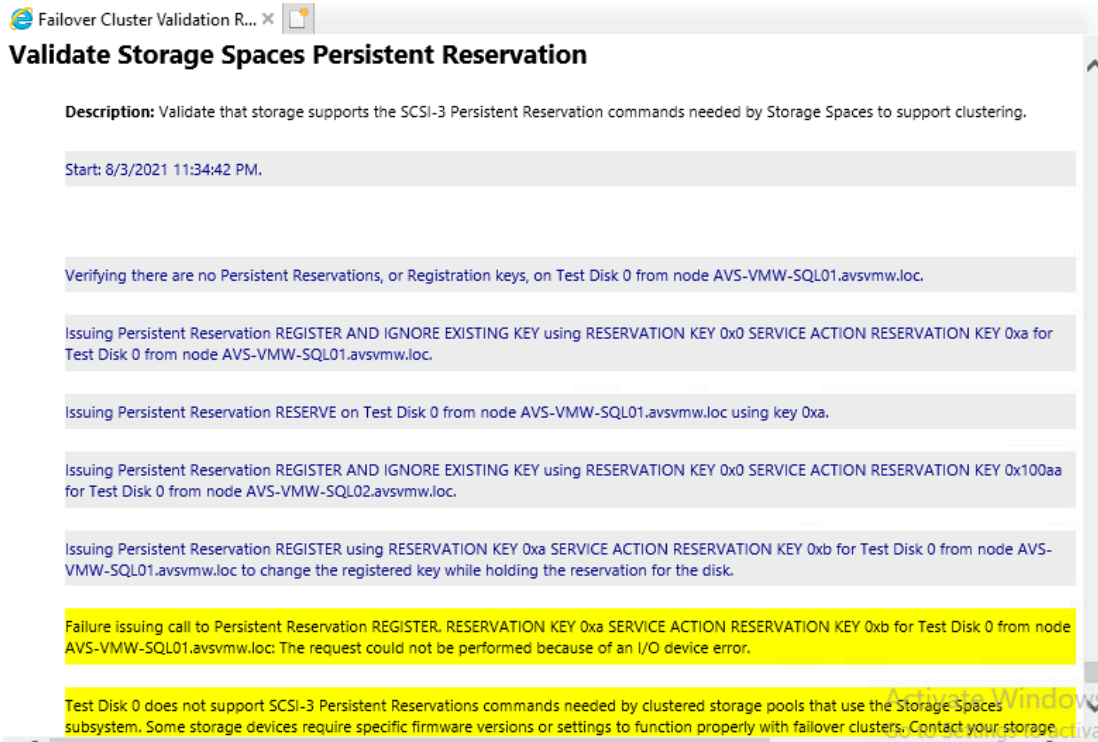 Failover Cluster Validation R...
Validate Storage Spaces Persistent Reservation
Description: Validate that storage supports the SCSI-3 Persistent Reservation commands needed by Storage Spaces to support clustering.
Start: 8/3/2021 11:34:42 PM.
Verifying there are no Persistent Reservations, or Registration keys, on Test Disk 0 from node AVS-VMW-SQL01.avsvmw.loc.
Issuing Persistent Reservation REGISTER AND IGNORE EXISTING KEY using RESERVATION KEY 0x0 SERVICE ACTION RESERVATION KEY 0xa for
Test Disk 0 from node AVS-VMW-SQL01.avsvmw.loc.
Issuing Persistent Reservation RESERVE on Test Disk 0 from node AVS-VMW-SQL01.avsvmw.loc using key 0xa.
Issuing Persistent Reservation REGISTER AND IGNORE EXISTING KEY using RESERVATION KEY 0x0 SERVICE ACTION RESERVATION KEY 0x100aa
for Test Disk 0 from node AVS-VMW-SQL02.avsvmw.loc.
Issuing Persistent Reservation REGISTER using RESERVATION KEY 0xa SERVICE ACTION RESERVATION KEY 0xb for Test Disk 0 from node AVS-
VMW-SQL01.avsvmw.loc to change the registered key while holding the reservation for the disk.
Failure issuing call to Persistent Reservation REGISTER. RESERVATION KEY 0xa SERVICE ACTION RESERVATION KEY 0xb for Test Disk 0 from node
AVS-VMW-SQL01.avsvmw.loc: The request could not be performed because of an I/O device error.
Test Disk 0 does not support SCSI-3 Persistent Reservations commands needed by clustered storage pools that use the Storage Spaces
subsystem. Some storage devices require specific firmware versions or settings to function properly with failover clusters. Contact your storage
Activate Windows
Go to Settings to activa